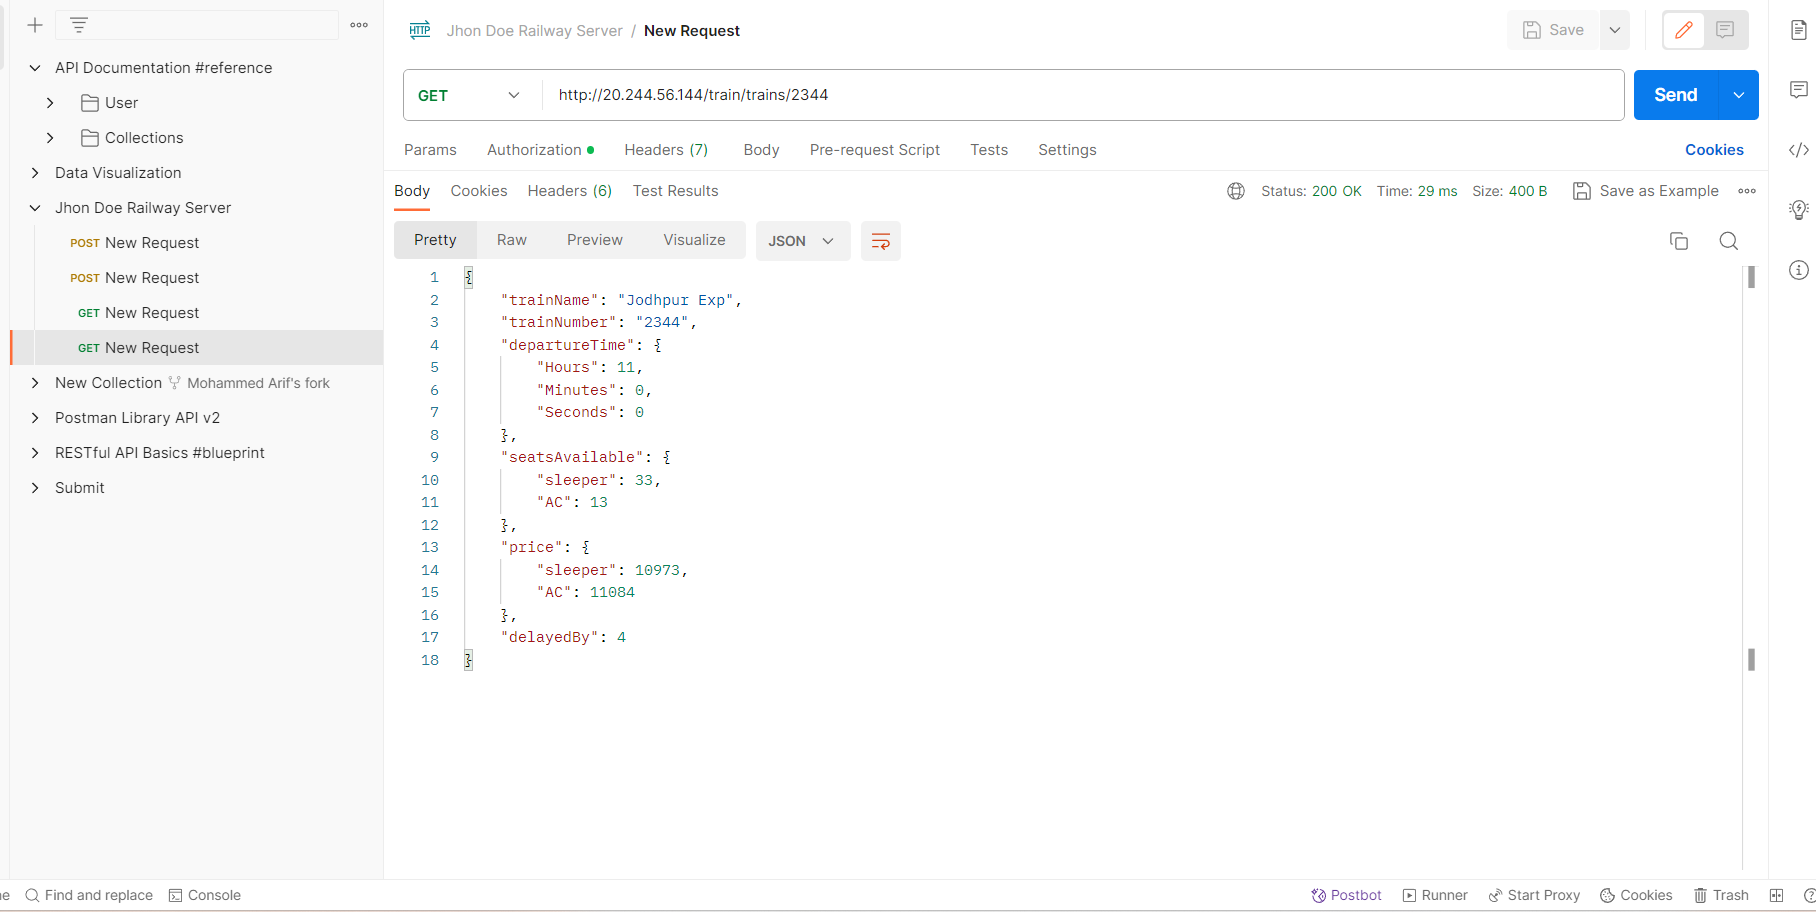 API Documentation #reference
User
Collections
Data Visualization
Jhon Doe Railway Server
POST New Request
POST New Request
GET New Request
GET New Request
New Collection Mohammed Arif's fork
Postman Library API v2
RESTful API Basics #blueprint
Submit
HTTP Jhon Doe Railway Server / New Request
Save
GET http://20.244.56.144/train/trains/2344 Send
Params Authorization Headers (7) Body Pre-request Script Tests Settings Cookies
Body Cookies Headers (6) Test Results Status: 200 OK Time: 29 ms Size: 400 B Save as Example
Pretty Raw Preview Visualize JSON
1 {
2 "trainName": "Jodhpur Exp",
3 "trainNumber": "2344",
4 "departureTime": {
5 "Hours": 11,
6 "Minutes": 0,
7 "Seconds": 0
8 },
9 "seatsAvailable": {
10 "sleeper": 33,
11 "AC": 13
12 },
13 "price": {
14 "sleeper": 10973,
15 "AC": 11084
16 },
17 "delayedBy": 4
18 }
Find and replace Console Postbot Runner Start Proxy Cookies Trash